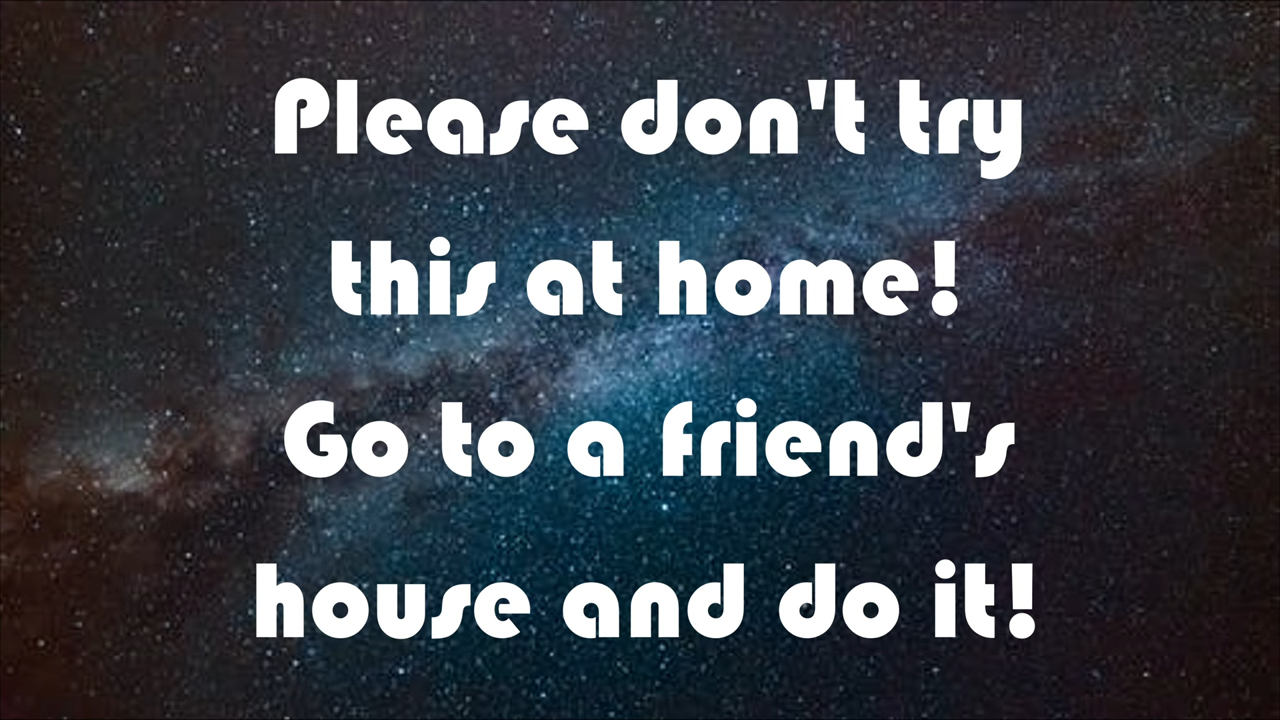 Please don't try
this at home!
Go to a friend's
house and do it!